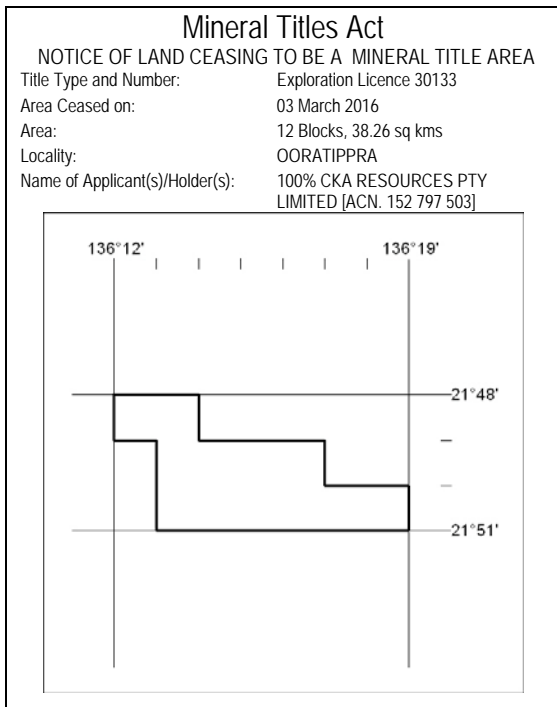 Mineral Titles Act
NOTICE OF LAND CEASING TO BE A MINERAL TITLE AREA
Title Type and Number: Exploration Licence 30133
Area Ceased on: 03 March 2016
Area: 12 Blocks, 38.26 sq kms
Locality: OORATIPPRA
Name of Applicant(s)/Holder(s): 100% CKA RESOURCES PTY
LIMITED [ACN. 152 797 503]
136°12' 136°19'
21°48'
21°51'